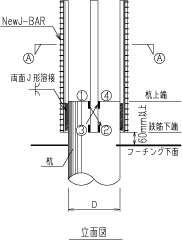 NewJ-BAR
A
A
両面J形溶接
①
④
③
②
杭上端
60mm以上
鉄筋下端
フーチング下面
杭
D
立面図